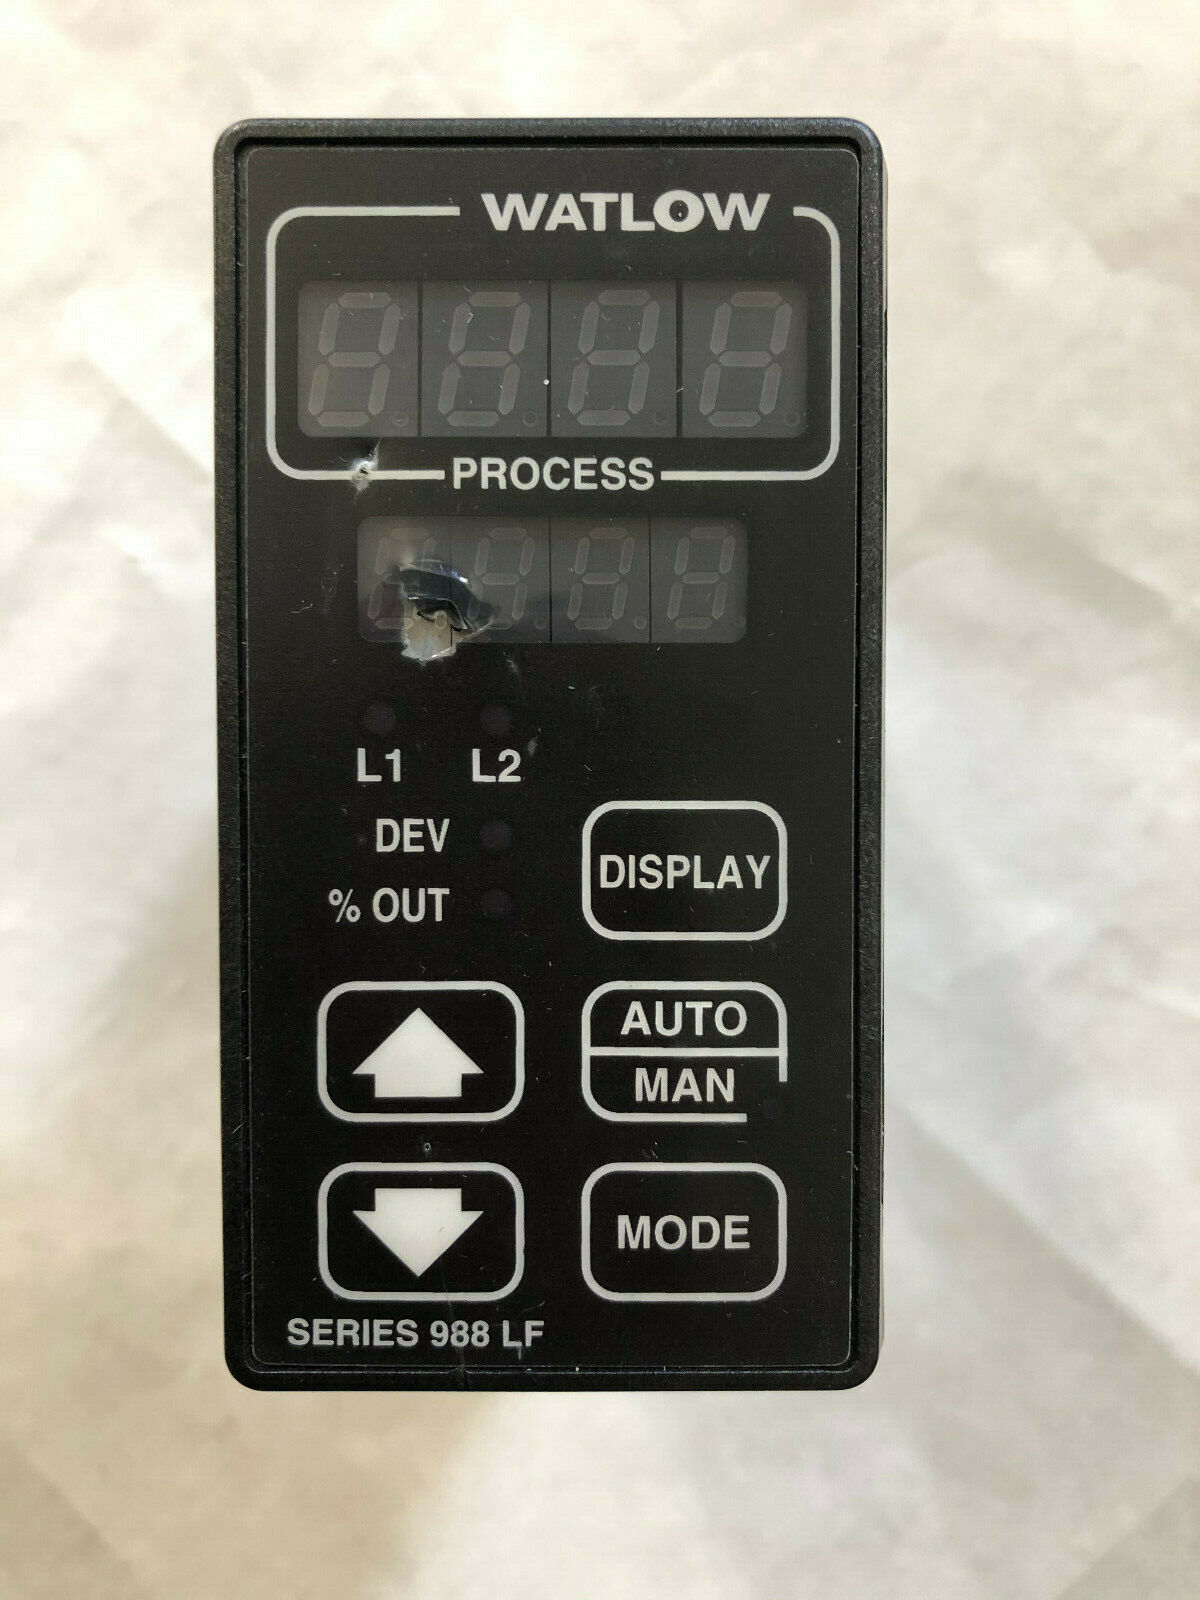 WATLOW
PROCESS
L1 L2
DEV
% OUT
DISPLAY
AUTO
MAN
MODE
SERIES 988 LF